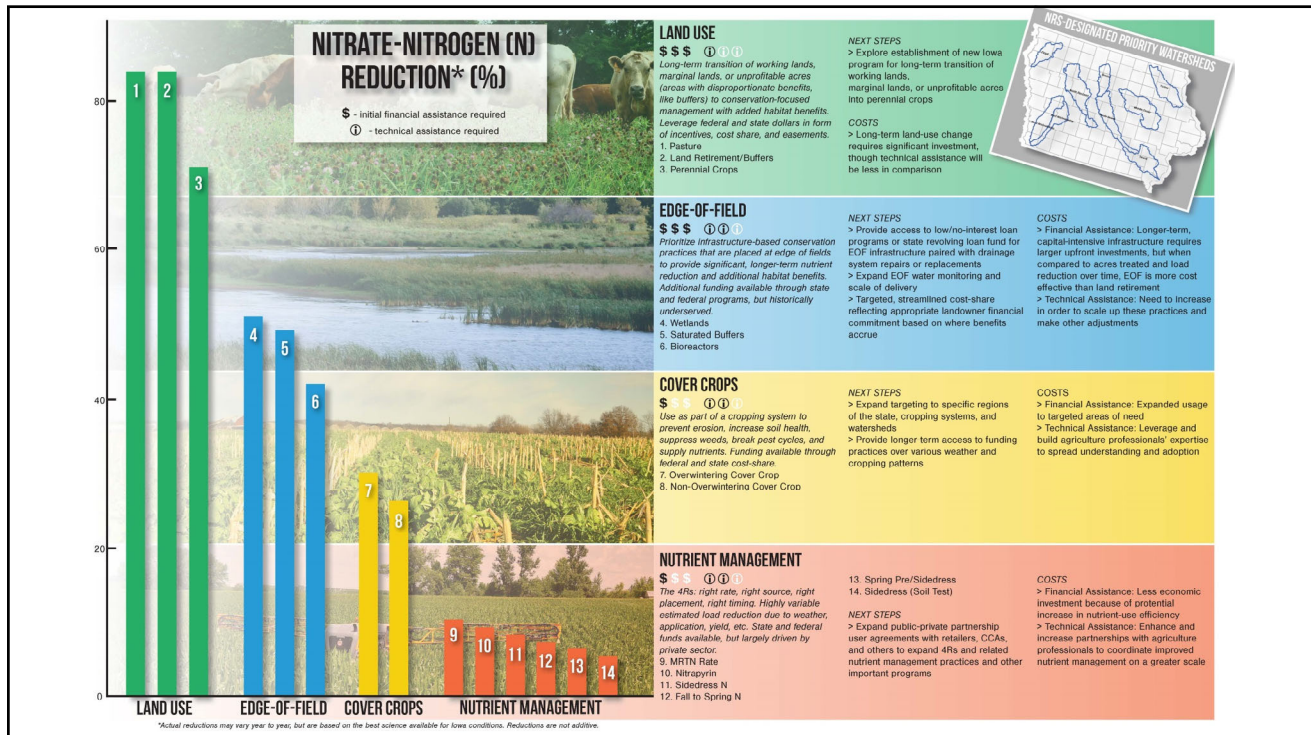 NITRATE-NITROGEN (N)
REDUCTION* (%)
$ - initial financial assistance required
ⓘ - technical assistance required
80
60
40
20
0
1
2
3
4
5
6
7
8
9
10
11
12
13
14
LAND USE
EDGE-OF-FIELD
COVER CROPS
NUTRIENT MANAGEMENT
*Actual reductions may vary year to year, but are based on the best science available for Iowa conditions. Reductions are not additive.
LAND USE
$ $ $ ⓘⓘⓘ
Long-term transition of working lands,
marginal lands, or unprofitable acres
(areas with disproportionate benefits,
like buffers) to conservation-focused
management with added habitat benefits.
Leverage federal and state dollars in form
of incentives, cost share, and easements.
1. Pasture
2. Land Retirement/Buffers
3. Perennial Crops
NEXT STEPS
> Explore establishment of new Iowa
program for long-term transition of
working lands,
marginal lands, or unprofitable acres
into perennial crops
COSTS
> Long-term land-use change
requires significant investment,
though technical assistance will
be less in comparison
NRS-DESIGNATED PRIORITY WATERSHEDS
EDGE-OF-FIELD
$ $ $ ⓘⓘⓘ
Prioritize infrastructure-based conservation
practices that are placed at edge of fields
to provide significant, longer-term nutrient
reduction and additional habitat benefits.
Additional funding available through state
and federal programs, but historically
underserved.
4. Wetlands
5. Saturated Buffers
6. Bioreactors
NEXT STEPS
> Provide access to low/no-interest loan
programs or state revolving loan fund for
EOF infrastructure paired with drainage
system repairs or replacements
> Expand EOF water monitoring and
scale of delivery
> Targeted, streamlined cost-share
reflecting appropriate landowner financial
commitment based on where benefits
accrue
COSTS
> Financial Assistance: Longer-term,
capital-intensive infrastructure requires
larger upfront investments, but when
compared to acres treated and load
reduction over time, EOF is more cost
effective than land retirement
> Technical Assistance: Need to increase
in order to scale up these practices and
make other adjustments
COVER CROPS
$ $ $ ⓘⓘⓘ
Use as part of a cropping system to
prevent erosion, increase soil health,
suppress weeds, break pest cycles, and
supply nutrients. Funding available through
federal and state cost-share.
7. Overwintering Cover Crop
8. Non-Overwintering Cover Crop
NEXT STEPS
> Expand targeting to specific regions
of the state, cropping systems, and
watersheds
> Provide longer term access to funding
practices over various weather and
cropping patterns
COSTS
> Financial Assistance: Expanded usage
to targeted areas of need
> Technical Assistance: Leverage and
build agriculture professionals' expertise
to spread understanding and adoption
NUTRIENT MANAGEMENT
$ $ $ ⓘⓘⓘ
The 4Rs: right rate, right source, right
placement, right timing. Highly variable
estimated load reduction due to weather,
application, yield, etc. State and federal
funds available, but largely driven by
private sector.
9. MRTN Rate
10. Nitrapyrin
11. Sidedress N
12. Fall to Spring N
13. Spring Pre/Sidedress
14. Sidedress (Soil Test)
NEXT STEPS
> Expand public-private partnership
user agreements with retailers, CCAs,
and others to expand 4Rs and related
nutrient management practices and other
important programs
COSTS
> Financial Assistance: Less economic
investment because of potential
increase in nutrient-use efficiency
> Technical Assistance: Enhance and
increase partnerships with agriculture
professionals to coordinate improved
nutrient management on a greater scale